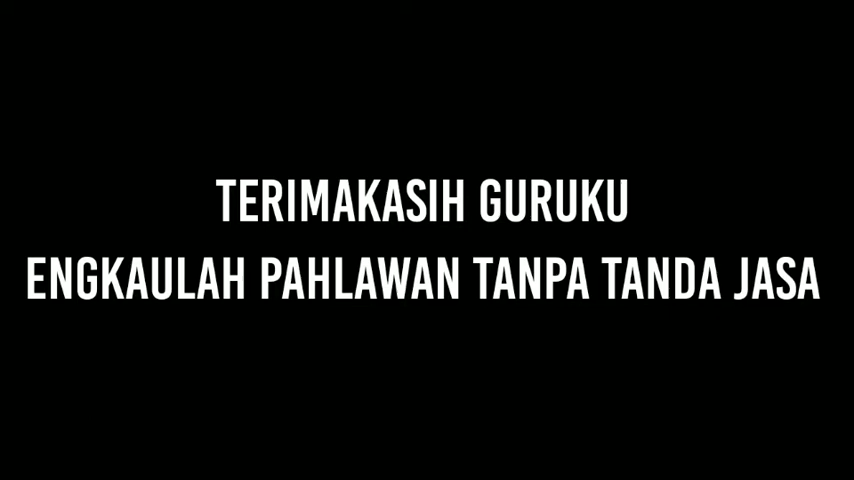 TERIMAKASIH GURUKU
ENGKAULAH PAHLAWAN TANPA TANDA JASA